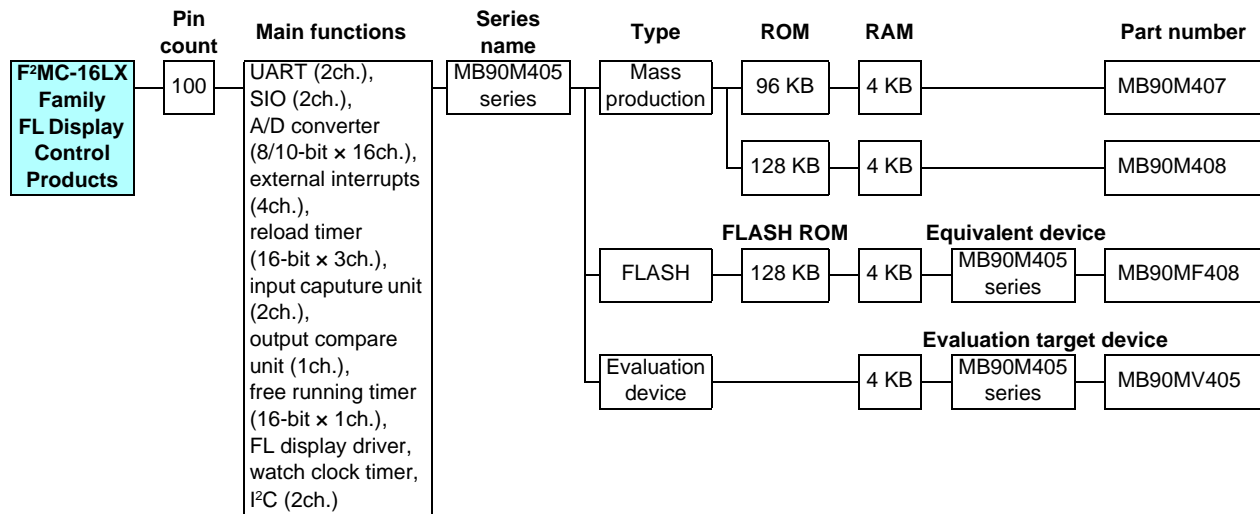 Pin count
Main functions
Series name
Type
ROM
RAM
Part number
F²MC-16LX
Family
FL Display
Control
Products
100
UART (2ch.),
SIO (2ch.),
A/D converter
(8/10-bit × 16ch.),
external interrupts
(4ch.),
reload timer
(16-bit × 3ch.),
input caputure unit
(2ch.),
output compare
unit (1ch.),
free running timer
(16-bit × 1ch.),
FL display driver,
watch clock timer,
I²C (2ch.)
MB90M405
series
Mass
production
96 KB
4 KB
MB90M407
128 KB
4 KB
MB90M408
FLASH ROM
Equivalent device
FLASH
128 KB
4 KB
MB90M405
series
MB90MF408
Evaluation target device
Evaluation
device
4 KB
MB90M405
series
MB90MV405